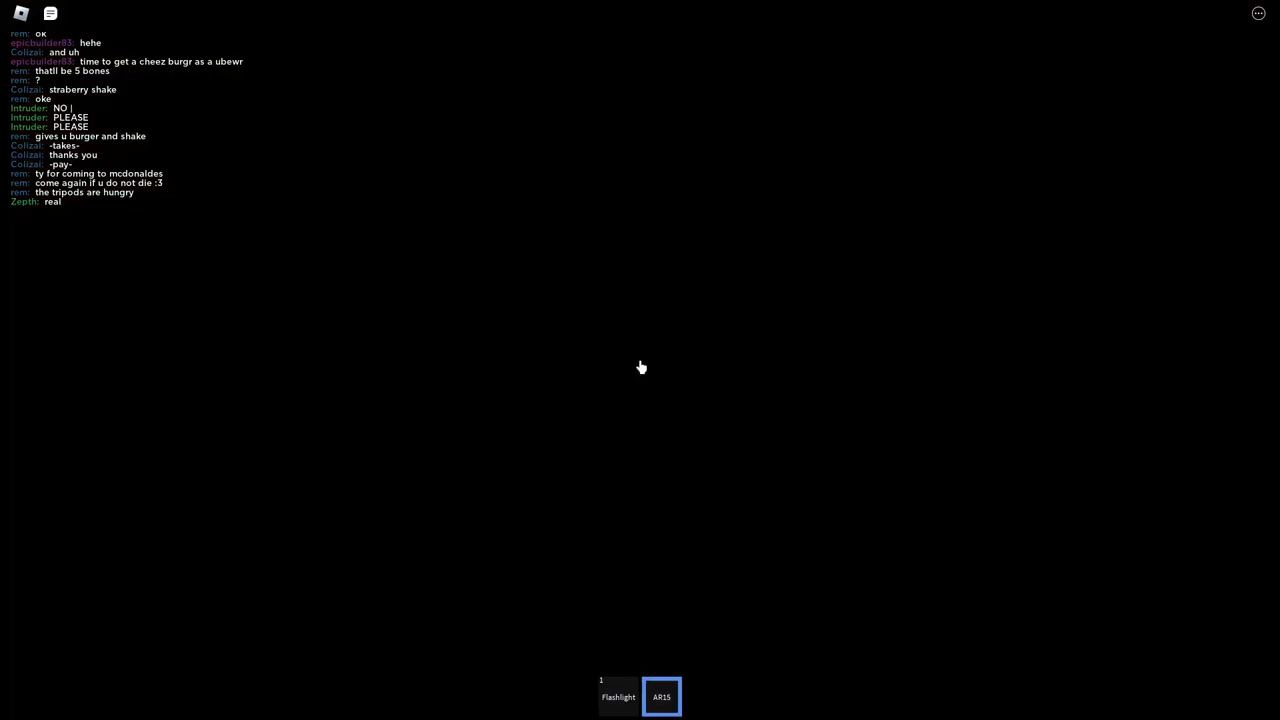 rem: ok
epicbuilder83: hehe
Colizai: and uh
epicbuilder83: time to get a cheez burgr as a ubewr
rem: thatll be 5 bones
rem: ?
Colizai: straberry shake
rem: oke
Intruder: NO |
Intruder: PLEASE
Intruder: PLEASE
rem: gives u burger and shake
Colizai: -takes-
Colizai: thanks you
Colizai: -pay-
rem: ty for coming to mcdonaldes
rem: come again if u do not die :3
rem: the tripods are hungry
Zepth: real
1
Flashlight AR15